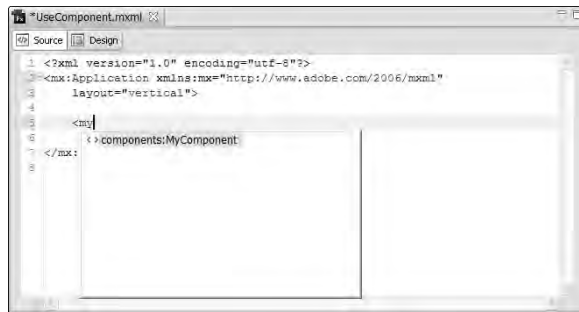 *UseComponent.mxml
Source Design
1 <?xml version="1.0" encoding="utf-8"?>
2 <mx:Application xmlns:mx="http://www.adobe.com/2006/mxml"
3 layout="vertical">
4
5 <my
6 <> components:MyComponent
7 </mx:
8